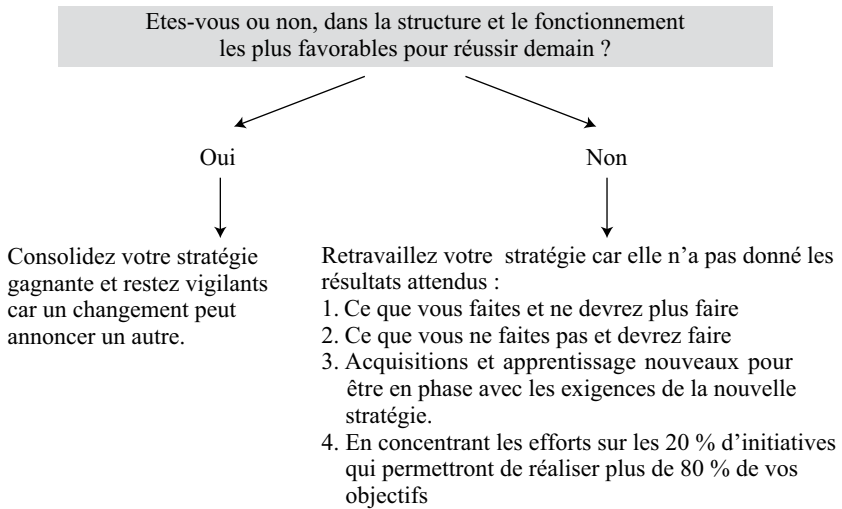 Etes-vous ou non, dans la structure et le fonctionnement
les plus favorables pour réussir demain ?
Oui
Non
Consolidez votre stratégie
gagnante et restez vigilants
car un changement peut
annoncer un autre.
Retravaillez votre stratégie car elle n'a pas donné les
résultats attendus :
1. Ce que vous faites et ne devrez plus faire
2. Ce que vous ne faites pas et devrez faire
3. Acquisitions et apprentissage nouveaux pour
être en phase avec les exigences de la nouvelle
stratégie.
4. En concentrant les efforts sur les 20 % d’initiatives
qui permettront de réaliser plus de 80 % de vos
objectifs